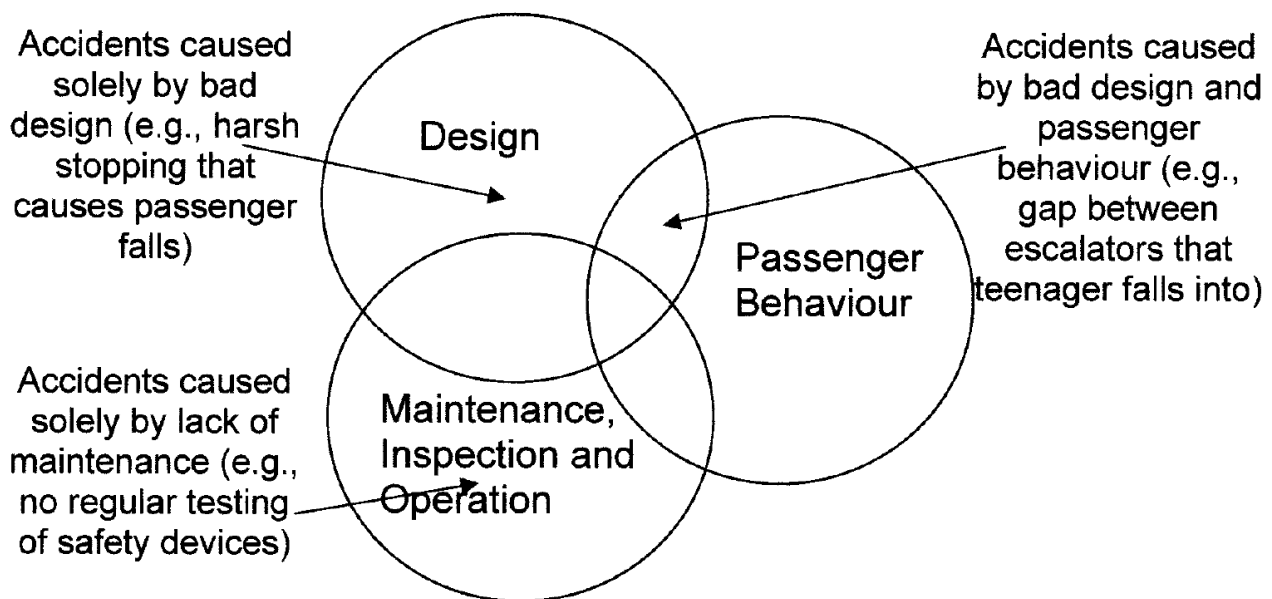 Accidents caused
solely by bad
design (e.g., harsh
stopping that
causes passenger
falls)
Design
Accidents caused
by bad design and
passenger
behaviour (e.g.,
gap between
escalators that
teenager falls into)
Passenger
Behaviour
Accidents caused
solely by lack of
maintenance (e.g.,
no regular testing
of safety devices)
Maintenance,
Inspection and
Operation